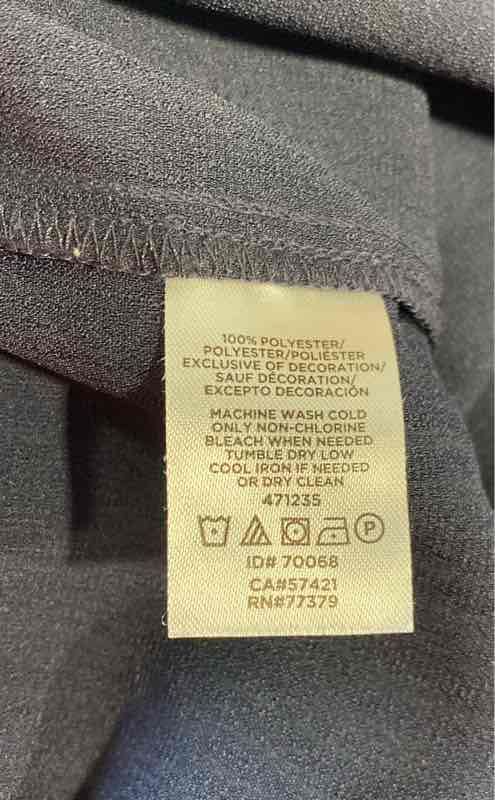 100% POLYESTER/
POLYESTER/POLIÉSTER
EXCLUSIVE OF DECORATION/
SAUF DÉCORATION/
EXCEPTO DECORACIÓN
MACHINE WASH COLD
ONLY NON-CHLORINE
BLEACH WHEN NEEDED
TUMBLE DRY LOW
COOL IRON IF NEEDED
OR DRY CLEAN
471235
P
ID# 70068
CA#57421
RN#77379